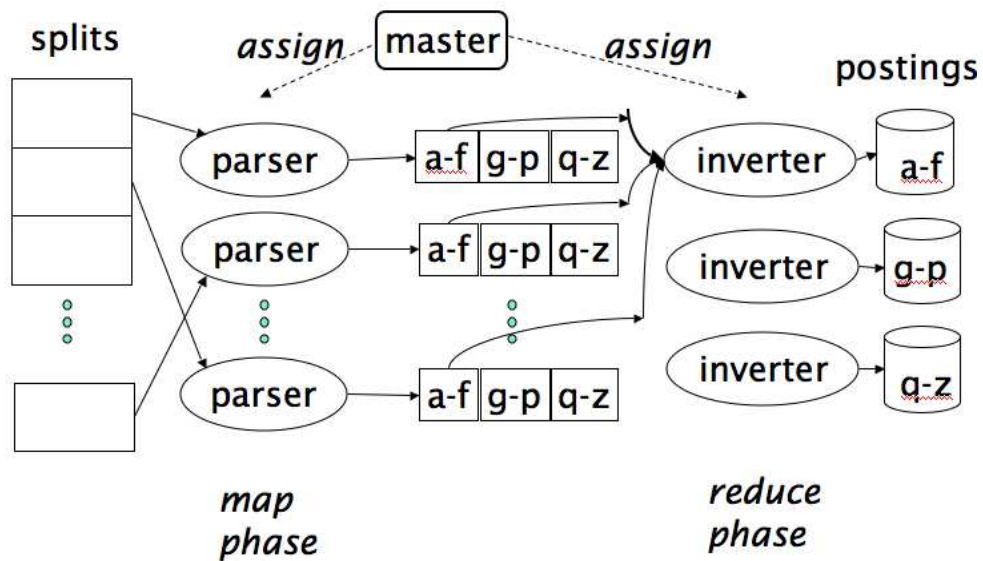 splits
assign
master
assign
postings
parser
a-f g-p q-z
inverter
a-f
parser
a-f g-p q-z
inverter
g-p
parser
a-f g-p q-z
inverter
q-z
map
phase
reduce
phase